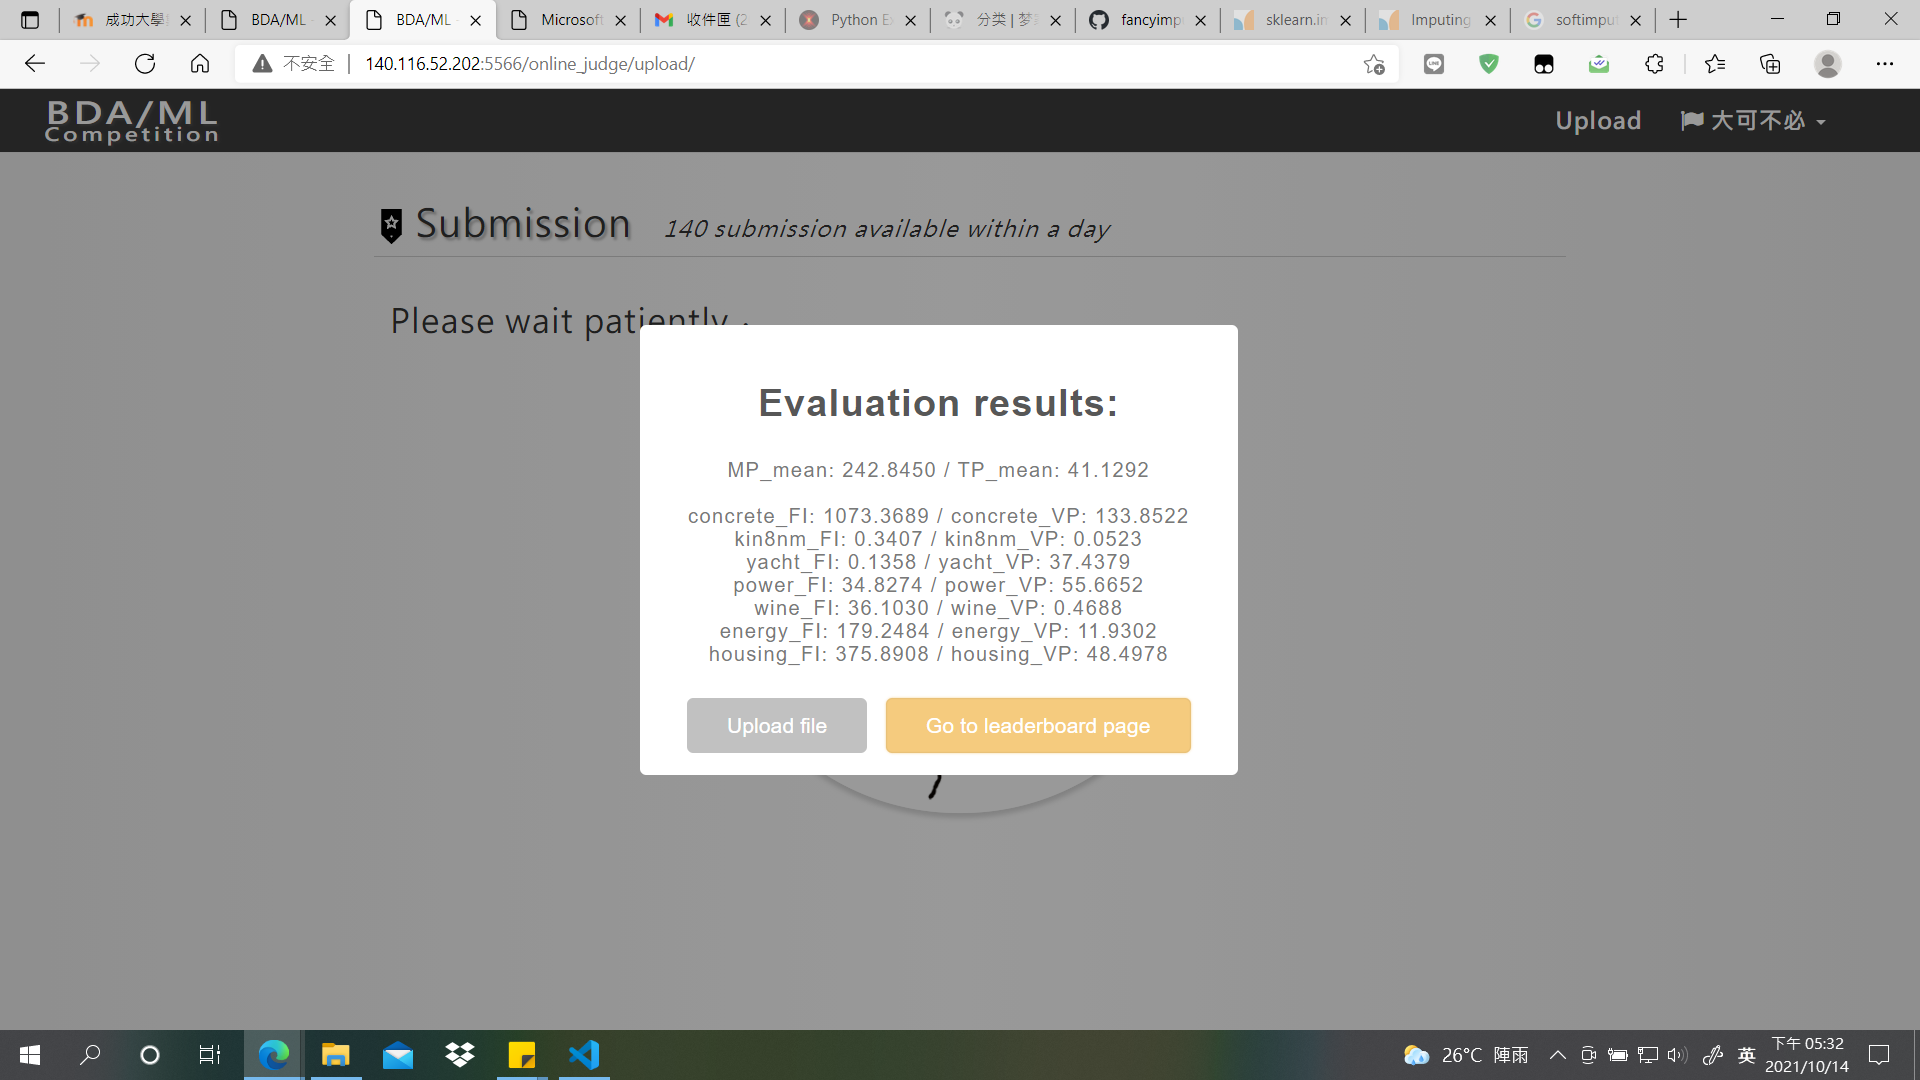 成功大學
BDA/ML -
BDA/ML -
Microsoft
收件匣 (2
Python Ex
分类 | 梦
fancyimp
sklearn.im
Imputing
softimput
不安全 | 140.116.52.202:5566/online_judge/upload/
BDA/ML
Competition
Upload
大可不必
Submission
140 submission available within a day
Please wait patiently .
Evaluation results:
MP_mean: 242.8450 / TP_mean: 41.1292
concrete_FI: 1073.3689 / concrete_VP: 133.8522
kin8nm_FI: 0.3407 / kin8nm_VP: 0.0523
yacht_FI: 0.1358 / yacht_VP: 37.4379
power_FI: 34.8274 / power_VP: 55.6652
wine_FI: 36.1030 / wine_VP: 0.4688
energy_FI: 179.2484 / energy_VP: 11.9302
housing_FI: 375.8908 / housing_VP: 48.4978
Upload file
Go to leaderboard page
26°C 陣雨
英
下午 05:32
2021/10/14